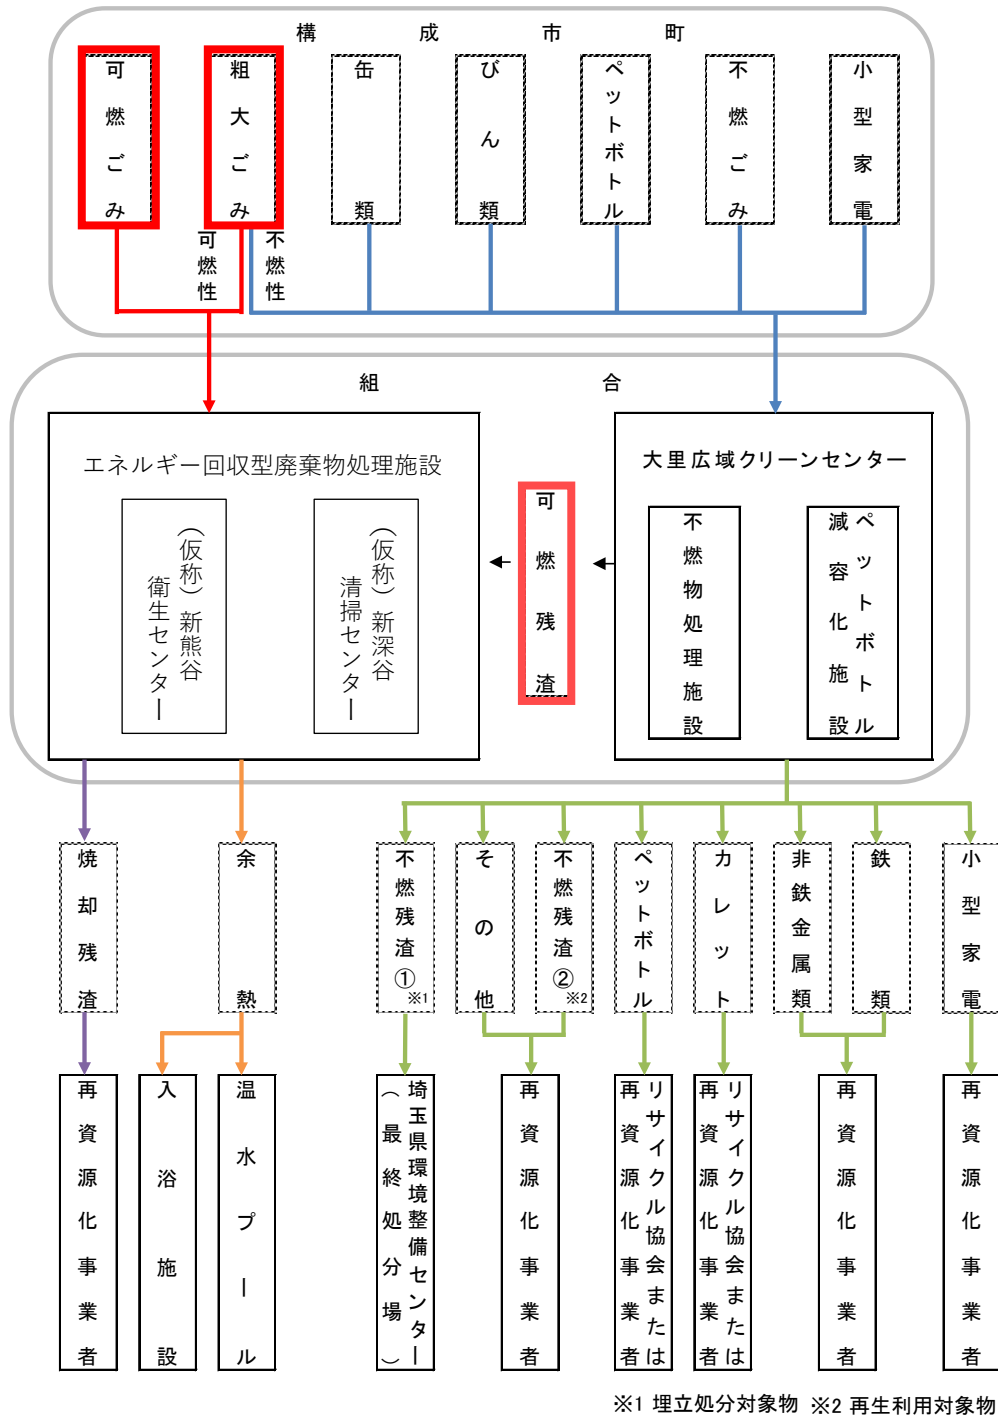 構成市町
可燃ごみ
粗大ごみ
缶類
びん類
ペットボトル
不燃ごみ
小型家電
可燃性
不燃性
組合
エネルギー回収型廃棄物処理施設
（仮称）新熊谷
衛生センター
（仮称）新深谷
清掃センター
可燃残渣
大里広域クリーンセンター
不燃物処理施設
ペットボトル
減容化施設
焼却残渣
余熱
不燃残渣①※1
その他
不燃残渣②※2
ペットボトル
カレット
非鉄金属類
鉄類
小型家電
再資源化事業者
入浴施設
温水プール
埼玉県環境整備センター
（最終処分場）
再資源化事業者
リサイクル協会または
再資源化事業者
リサイクル協会または
再資源化事業者
再資源化事業者
再資源化事業者
※1 埋立処分対象物 ※2 再生利用対象物